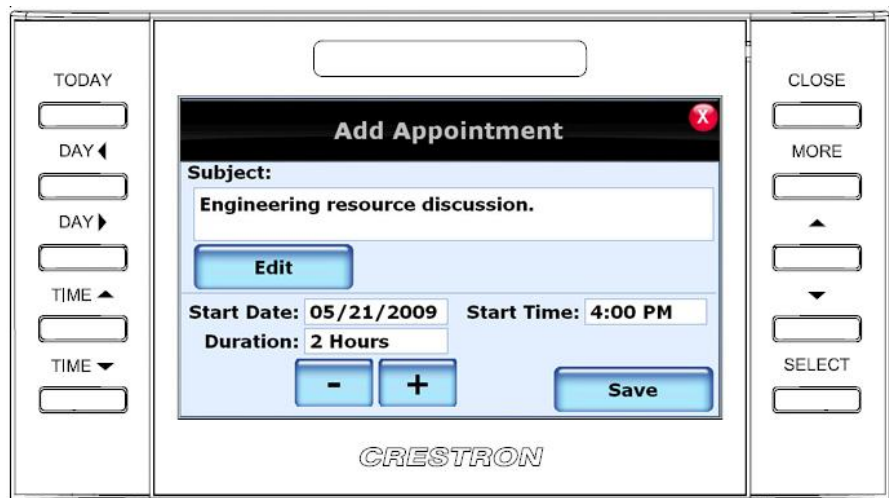 TODAY
DAY
DAY
TIME
TIME
Add Appointment
X
Subject:
Engineering resource discussion.
Edit
Start Date: 05/21/2009 Start Time: 4:00 PM
Duration: 2 Hours
- +
Save
CRESTRON
CLOSE
MORE
SELECT